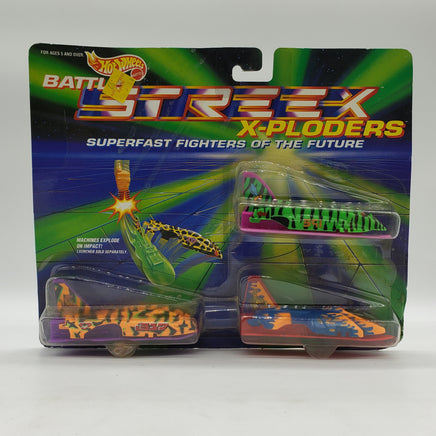 FOR AGES 5 AND OVER
Hot Wheels
BATTL
STREEX
X-PLODERS
SUPERFAST FIGHTERS OF THE FUTURE
MACHINES EXPLODE
ON IMPACT!
LAUNCHER SOLD SEPARATELY.